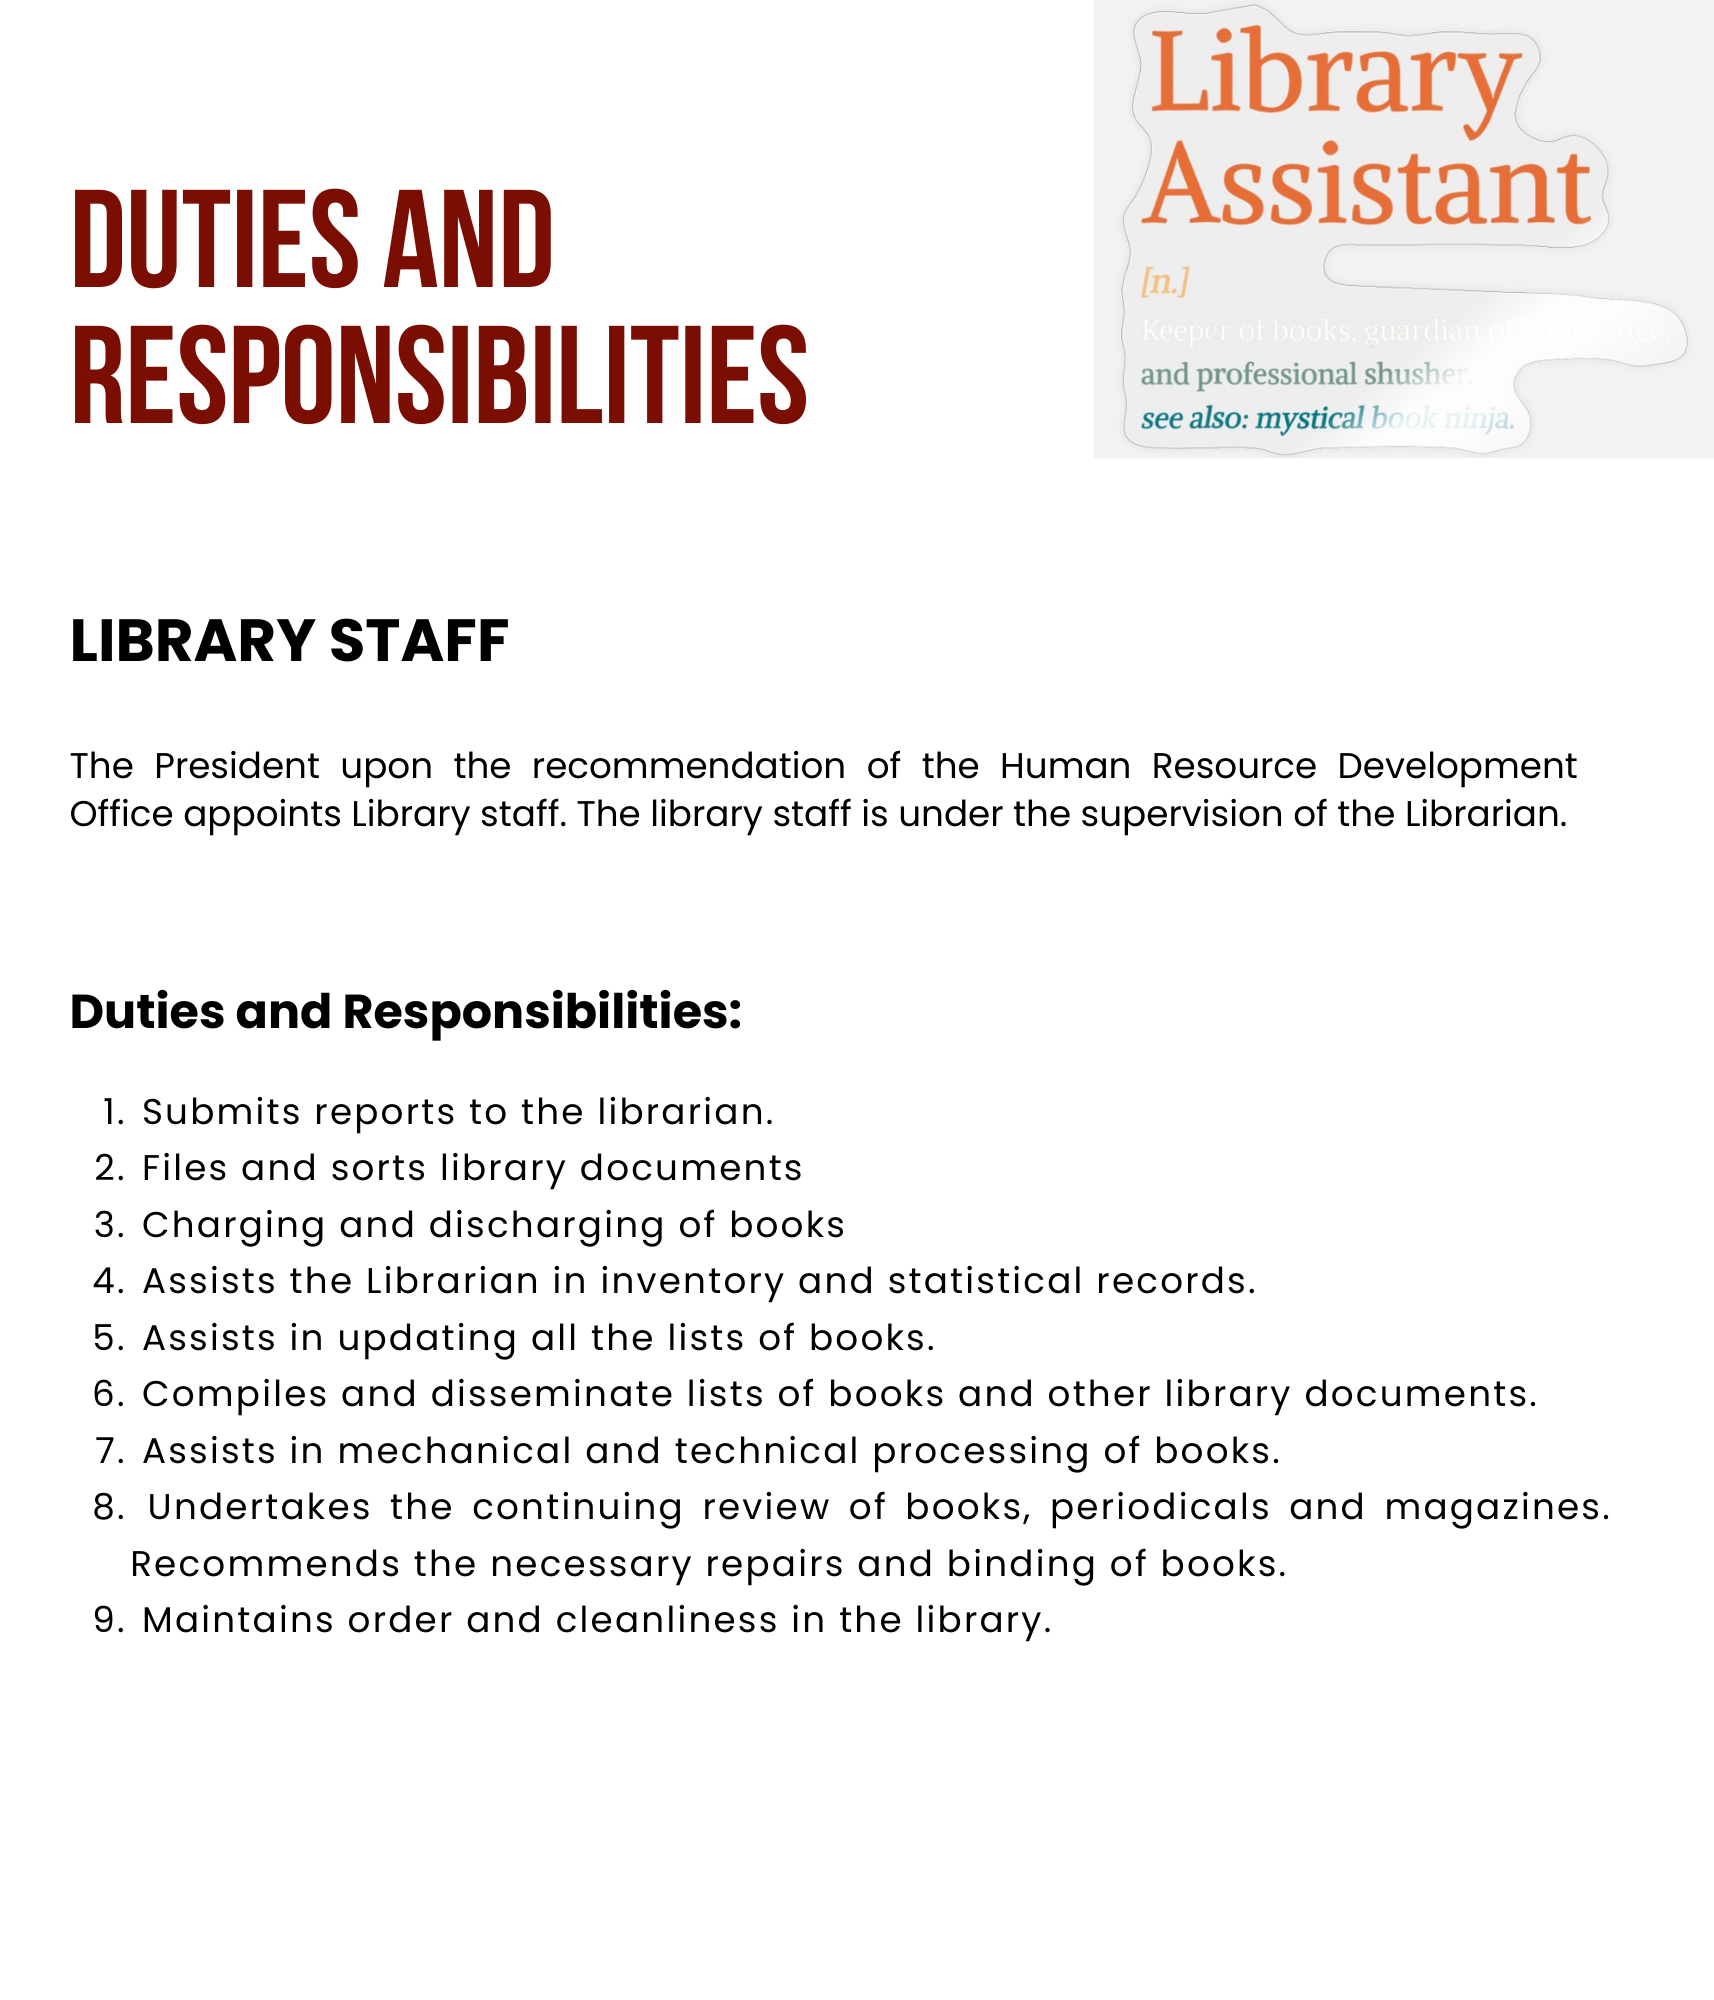 Library
Assistant
[n.]
Keeper of books, guardian of knowledge,
and professional shusher.
see also: mystical book ninja.
DUTIES AND
RESPONSIBILITIES
LIBRARY STAFF
The President upon the recommendation of the Human Resource Development
Office appoints Library staff. The library staff is under the supervision of the Librarian.
Duties and Responsibilities:
1. Submits reports to the librarian.
2. Files and sorts library documents
3. Charging and discharging of books
4. Assists the Librarian in inventory and statistical records.
5. Assists in updating all the lists of books.
6. Compiles and disseminate lists of books and other library documents.
7. Assists in mechanical and technical processing of books.
8. Undertakes the continuing review of books, periodicals and magazines.
Recommends the necessary repairs and binding of books.
9. Maintains order and cleanliness in the library.